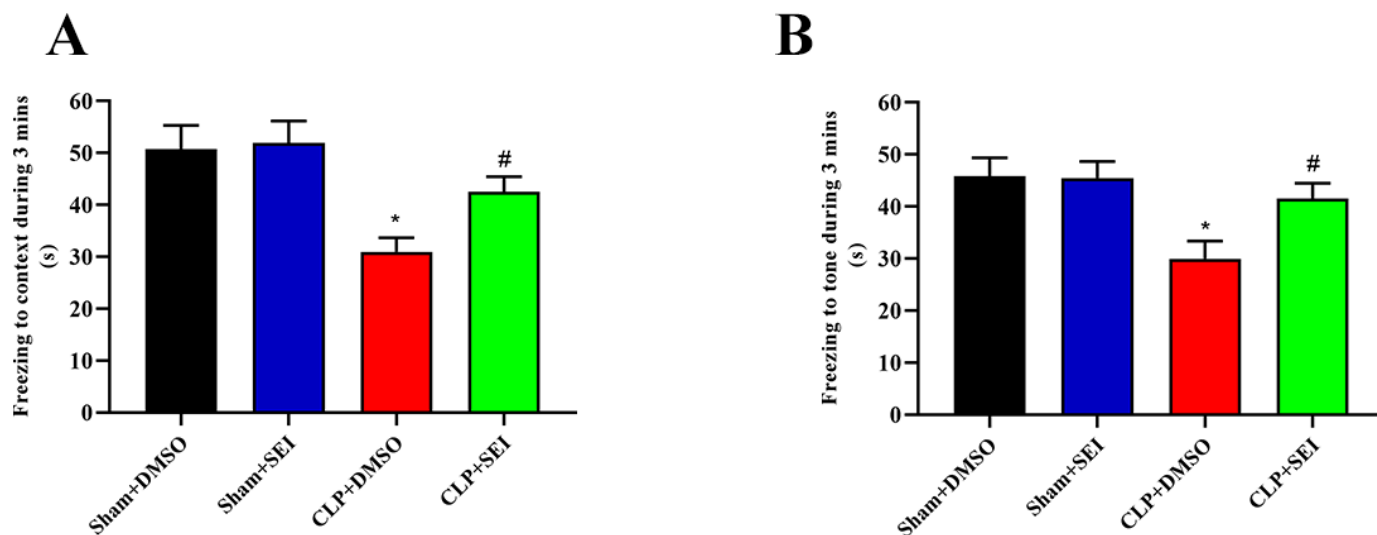 A
Freezing to context during 3 mins
(s)
60
50
40
30
20
10
0
*
#
Sham+DMSO
Sham+SEI
CLP+DMSO
CLP+SEI
B
Freezing to tone during 3 mins
(s)
60
50
40
30
20
10
0
*
#
Sham+DMSO
Sham+SEI
CLP+DMSO
CLP+SEI